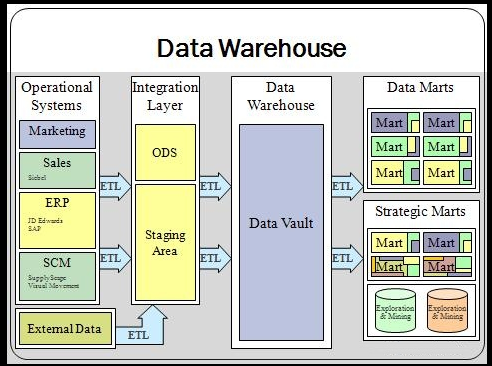 Data Warehouse
Operational
Systems
Marketing
Sales
Siebel
ERP
JD Edwards
SAP
SCM
SupplyScape
Visual Movement
External Data
ETL
ETL
ETL
Integration
Layer
ODS
Staging
Area
ETL
ETL
Data
Warehouse
Data Vault
ETL
ETL
Data Marts
Mart
Mart
Mart
Mart
Mart
Mart
Strategic Marts
Mart
Mart
Mart
Mart
Exploration
& Mining
Exploration
& Mining